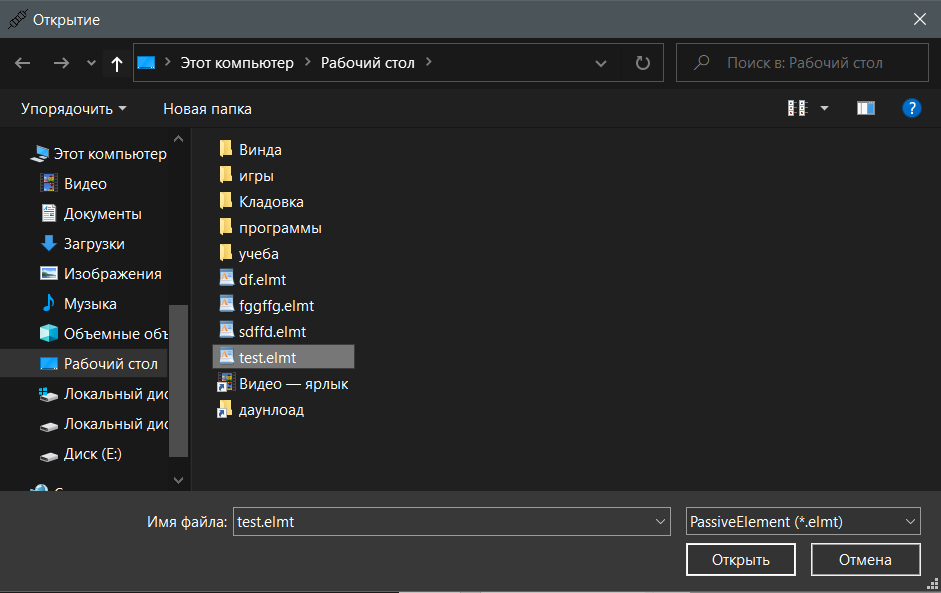 Открытие
Этот компьютер
Рабочий стол
Поиск в: Рабочий стол
Упорядочить
Новая папка
?
Этот компьютер
Видео
Документы
Загрузки
Изображения
Музыка
Объемные объ
Рабочий стол
Локальный дис
Локальный дис
Диск (E:)
Винда
игры
Кладовка
программы
учеба
df.elmt
fggffg.elmt
sdffd.elmt
test.elmt
Видео — ярлык
даунлоад
Имя файла:
test.elmt
PassiveElement (*.elmt)
Открыть
Отмена